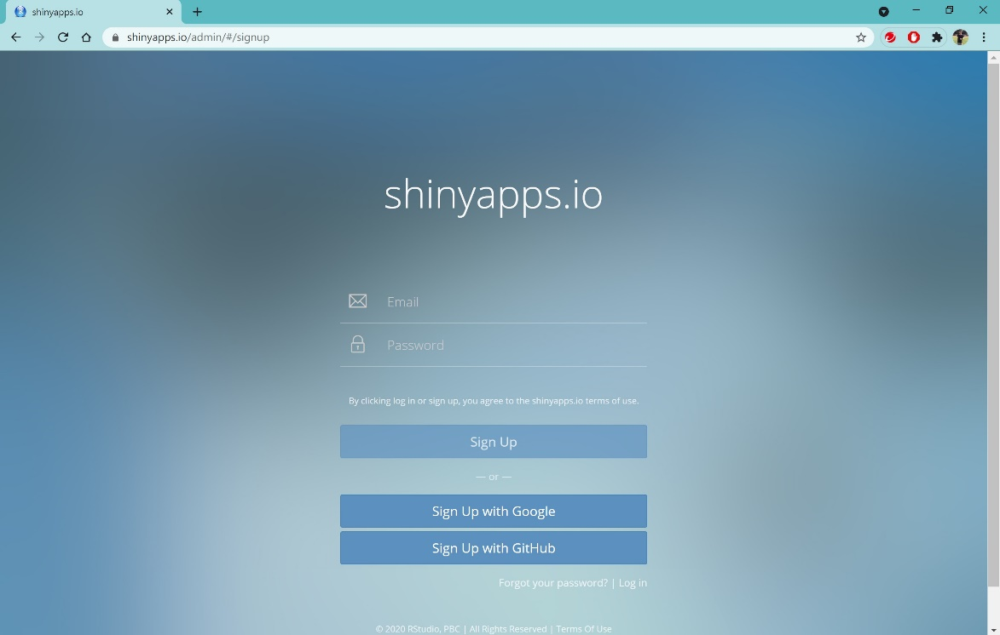 shinyapps.io
shinyapps.io/admin/#/signup
shinyapps.io
Email
Password
By clicking log in or sign up, you agree to the shinyapps.io terms of use.
Sign Up
— or —
Sign Up with Google
Sign Up with GitHub
Forgot your password? | Log in
© 2020 RStudio, PBC | All Rights Reserved | Terms Of Use